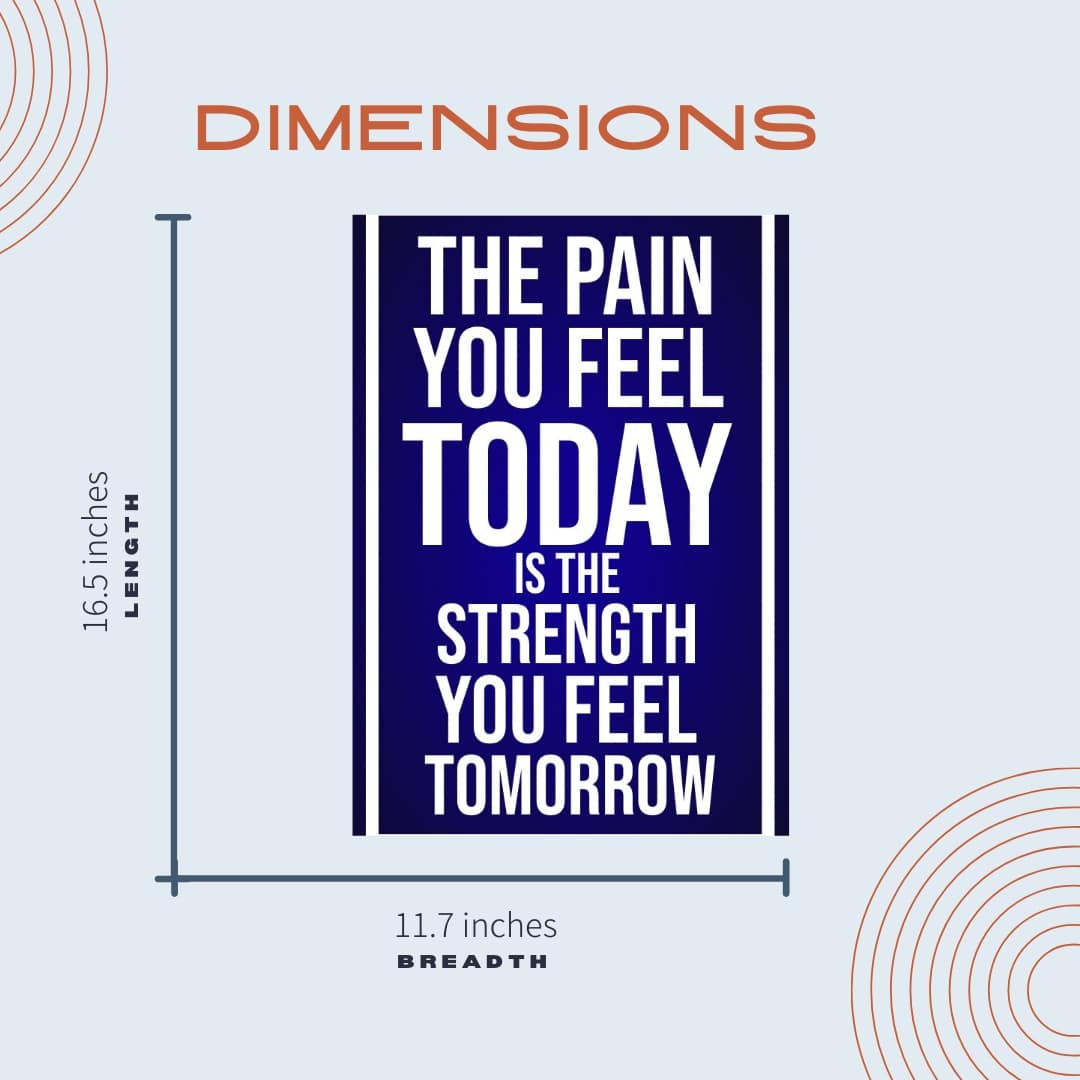 DIMENSIONS
THE PAIN
YOU FEEL
TODAY
IS THE
STRENGTH
YOU FEEL
TOMORROW
16.5 inches
LENGTH
11.7 inches
BREADTH